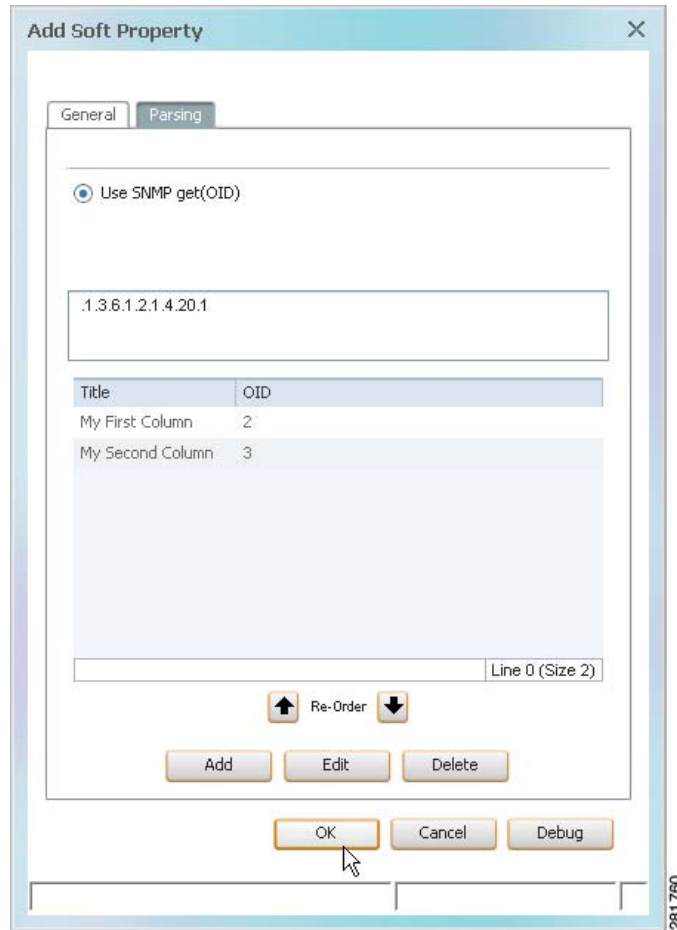 Add Soft Property
General Parsing
Use SNMP get(OID)
.1.3.6.1.2.1.4.20.1
Title OID
My First Column 2
My Second Column 3
Line 0 (Size 2)
Re-Order
Add Edit Delete
OK Cancel Debug
281760